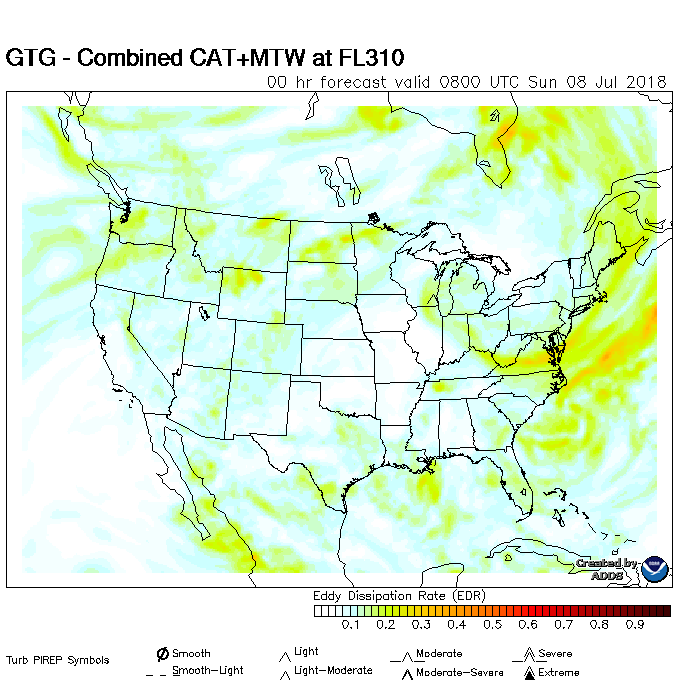 GTG - Combined CAT+MTW at FL310
00 hr forecast valid 0800 UTC Sun 08 Jul 2018
Created by
ADDS
Eddy Dissipation Rate (EDR)
0.1 0.2 0.3 0.4 0.5 0.6 0.7 0.8 0.9
Turb PIREP Symbols
Smooth Light Moderate Severe
Smooth-Light Light-Moderate Moderate-Severe Extreme